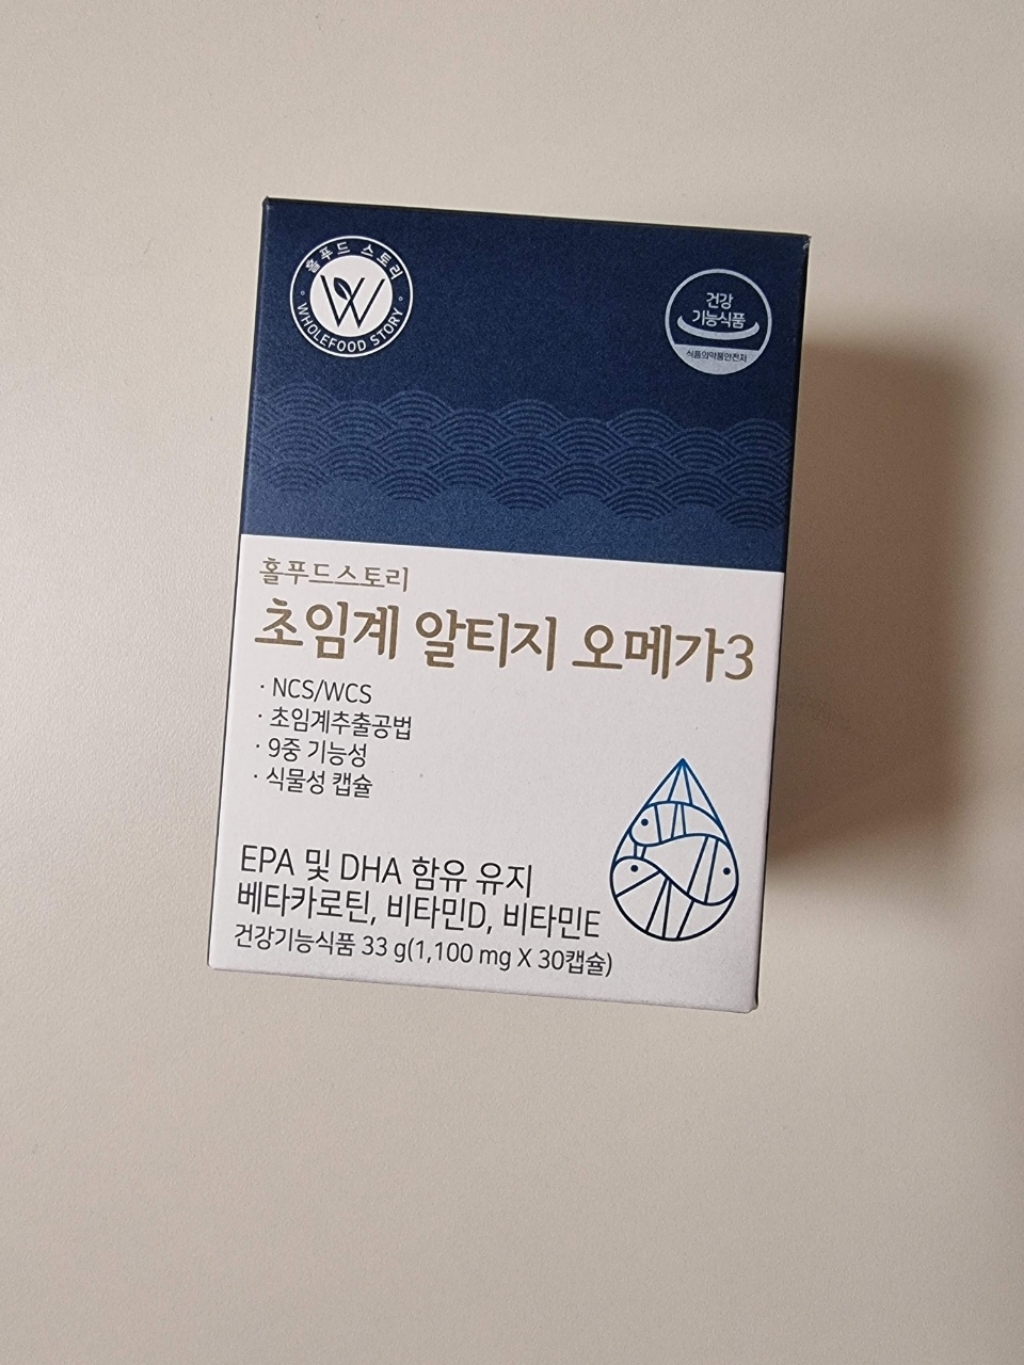 홀푸드 스토리
W
WHOLEFOOD STORY
건강
기능식품
식품의약품안전처
홀푸드스토리
초임계 알티지 오메가3
· NCS/WCS
· 초임계추출공법
· 9중 기능성
· 식물성 캡슐
EPA 및 DHA 함유 유지
베타카로틴, 비타민D, 비타민E
건강기능식품 33 g(1,100 mg X 30캡슐)